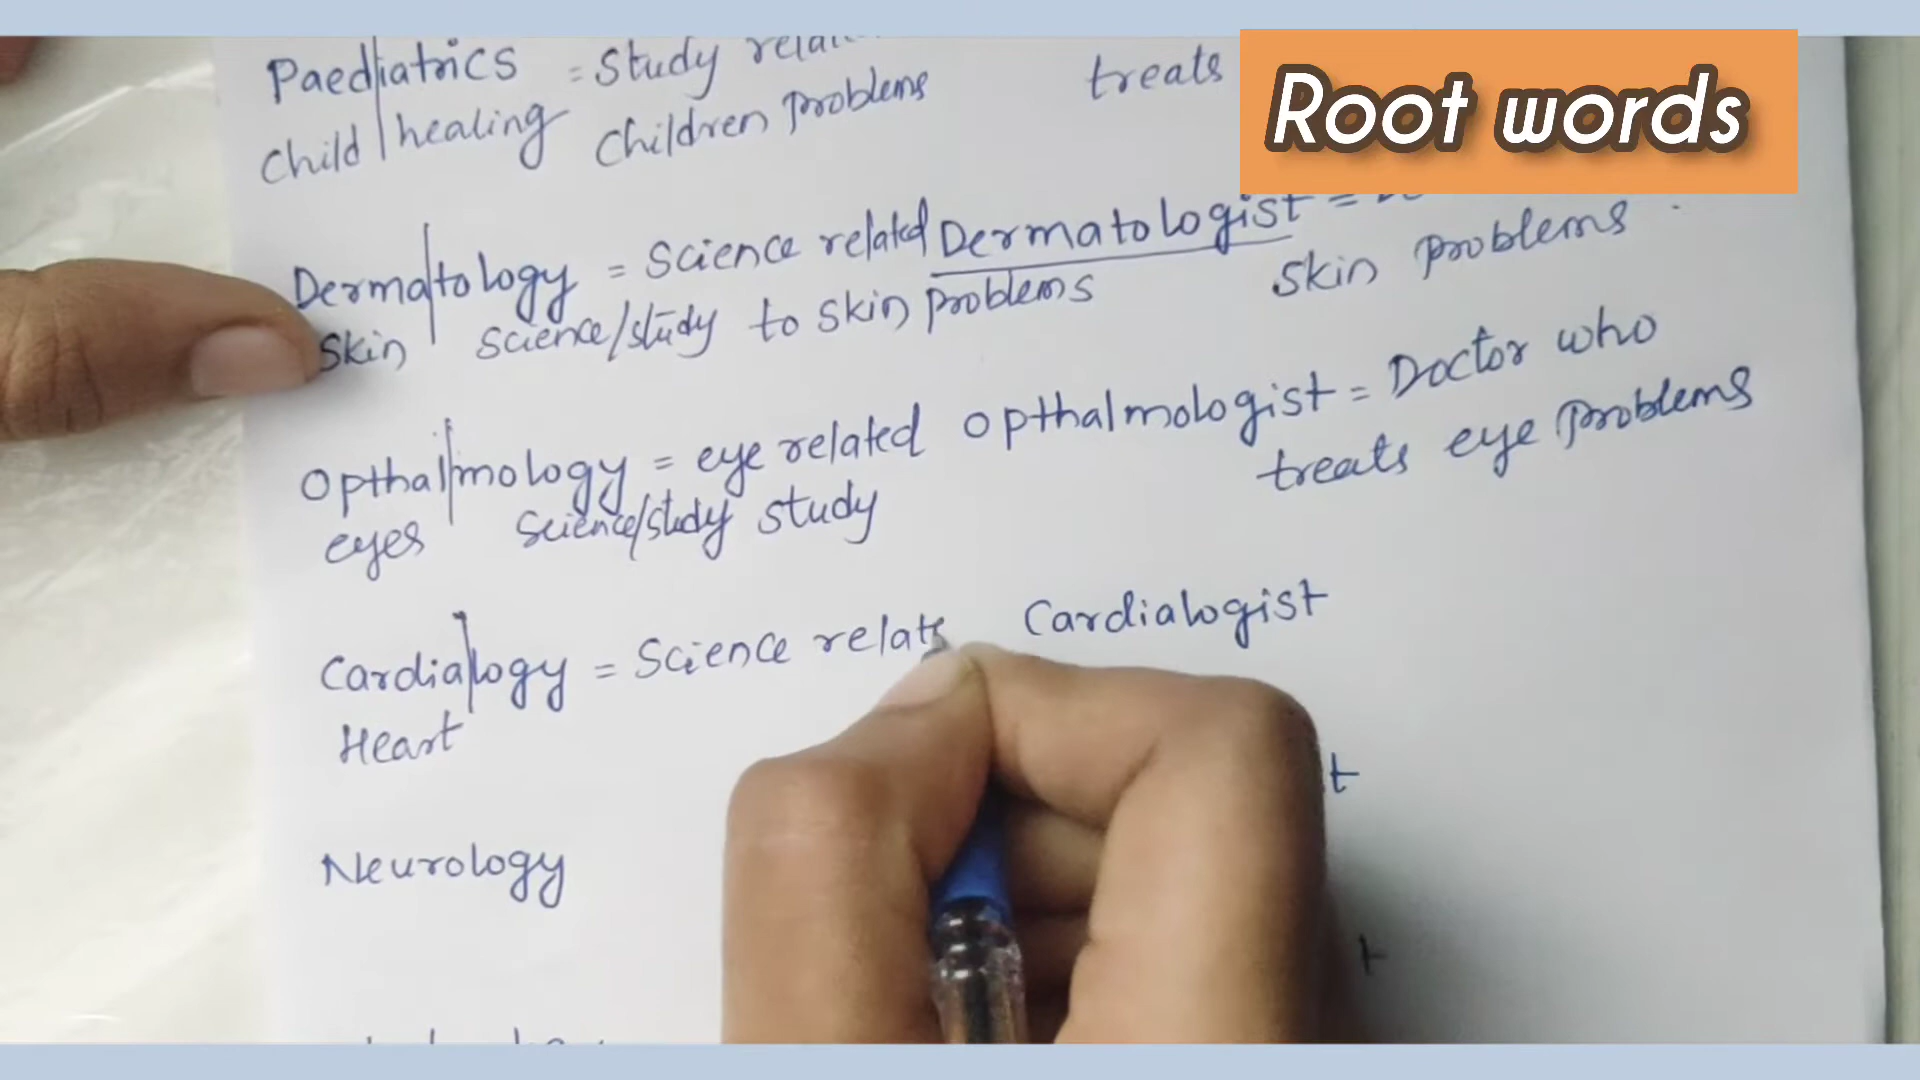 Root words
Paediatrics = Study treats
child healing children problems
Dermatology = Science related Dermatologist =
Skin science/study to skin problems skin problems
Opthalmology = eye related Opthalmologist = Doctor who
eyes science/study study treats eye problems
Cardialogy = Science relate Cardialogist
Heart
t
Neurology
t